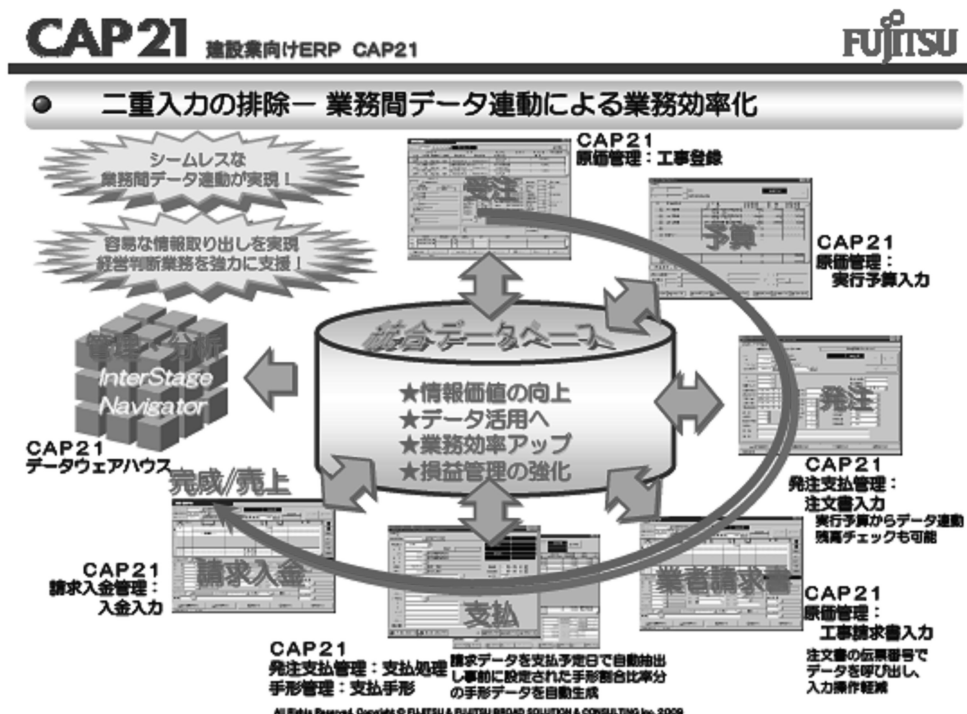 CAP21 建設業向けERP CAP21
FUJITSU
二重入力の排除－ 業務間データ連動による業務効率化
シームレスな
業務間データ連動が実現！
容易な情報取り出しを実現
経営判断業務を強力に支援！
CAP21
原価管理：工事登録
受注
予算
CAP21
原価管理：
実行予算入力
統合データベース
★情報価値の向上
★データ活用へ
★業務効率アップ
★損益管理の強化
管理・分析
InterStage
Navigator
CAP21
データウェアハウス
発注
CAP21
発注支払管理：
注文書入力
実行予算からデータ連動
残高チェックも可能
完成/売上
請求入金
CAP21
請求入金管理：
入金入力
支払
CAP21
発注支払管理：支払処理
手形管理：支払手形
請求データを支払予定日で自動抽出
し事前に設定された手形割合比率分
の手形データを自動生成
業者請求書
CAP21
原価管理：
工事請求書入力
注文書の伝票番号で
データを呼び出し、
入力操作軽減
All Rights Reserved, Copyright © FUJITSU & FUJITSU BROAD SOLUTION & CONSULTING Inc. 2009